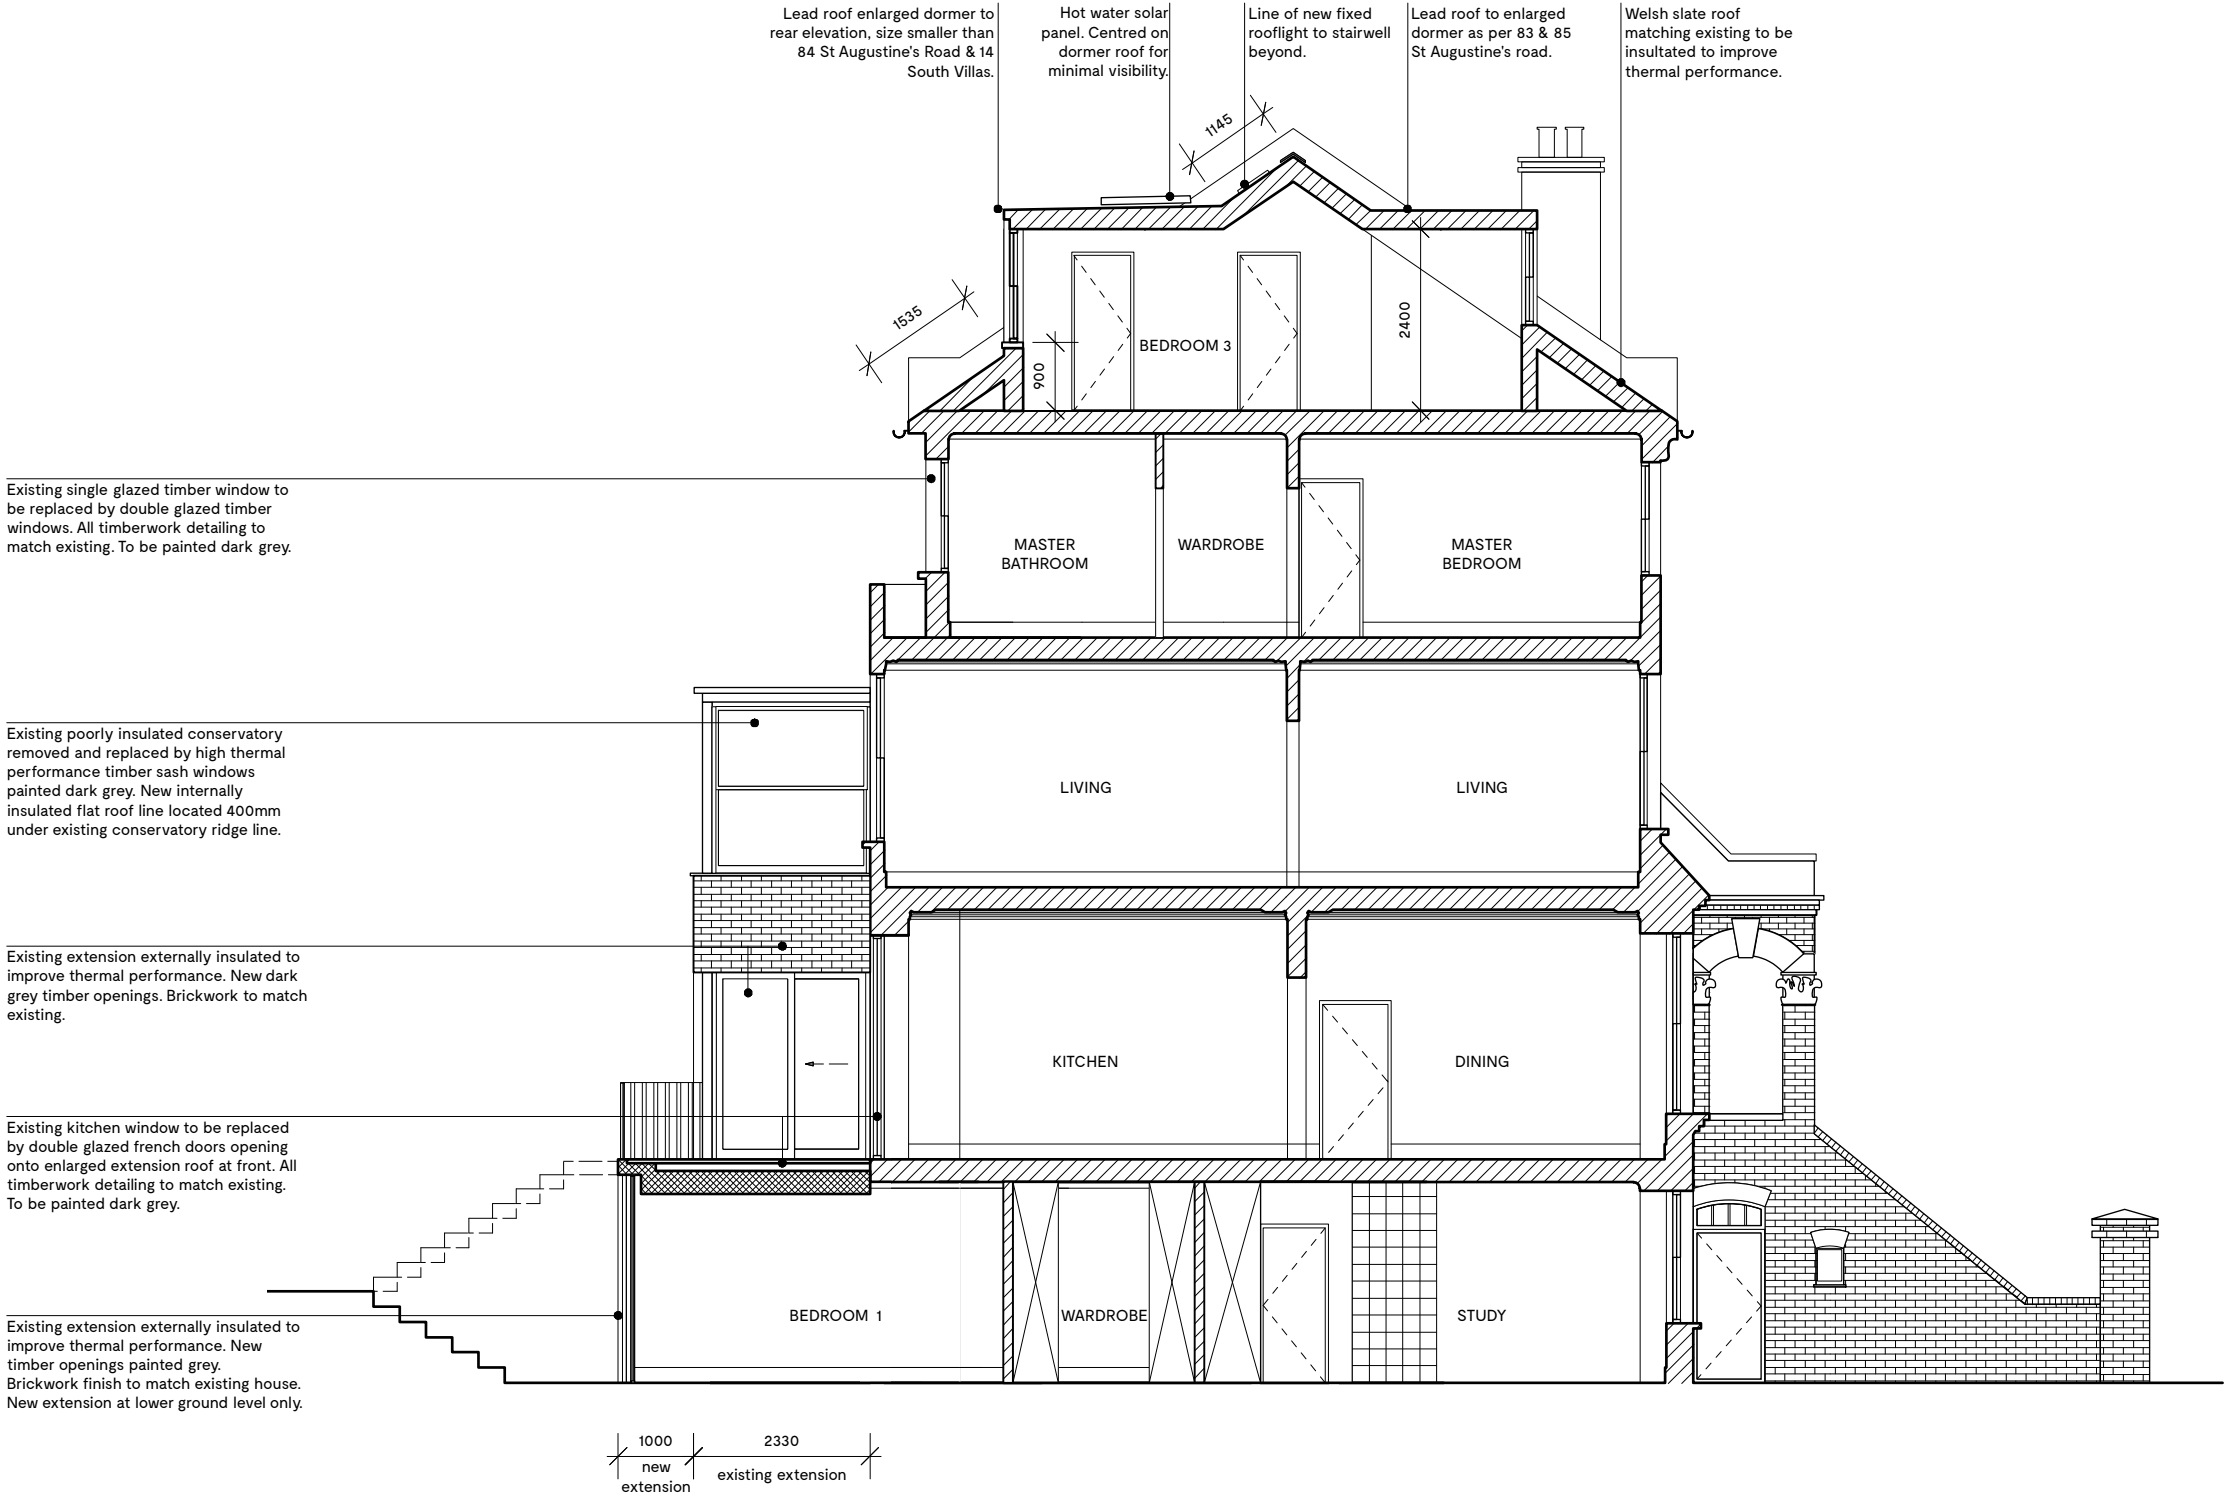 Lead roof enlarged dormer to
rear elevation, size smaller than
84 St Augustine's Road & 14
South Villas.
Hot water solar
panel. Centred on
dormer roof for
minimal visibility.
Line of new fixed
rooflight to stairwell
beyond.
Lead roof to enlarged
dormer as per 83 & 85
St Augustine's road.
Welsh slate roof
matching existing to be
insultated to improve
thermal performance.
1145
1535
900
BEDROOM 3
2400
Existing single glazed timber window to
be replaced by double glazed timber
windows. All timberwork detailing to
match existing. To be painted dark grey.
MASTER
BATHROOM
WARDROBE
MASTER
BEDROOM
Existing poorly insulated conservatory
removed and replaced by high thermal
performance timber sash windows
painted dark grey. New internally
insulated flat roof line located 400mm
under existing conservatory ridge line.
LIVING
LIVING
Existing extension externally insulated to
improve thermal performance. New dark
grey timber openings. Brickwork to match
existing.
KITCHEN
DINING
Existing kitchen window to be replaced
by double glazed french doors opening
onto enlarged extension roof at front. All
timberwork detailing to match existing.
To be painted dark grey.
BEDROOM 1
WARDROBE
STUDY
Existing extension externally insulated to
improve thermal performance. New
timber openings painted grey.
Brickwork finish to match existing house.
New extension at lower ground level only.
1000
new
extension
2330
existing extension